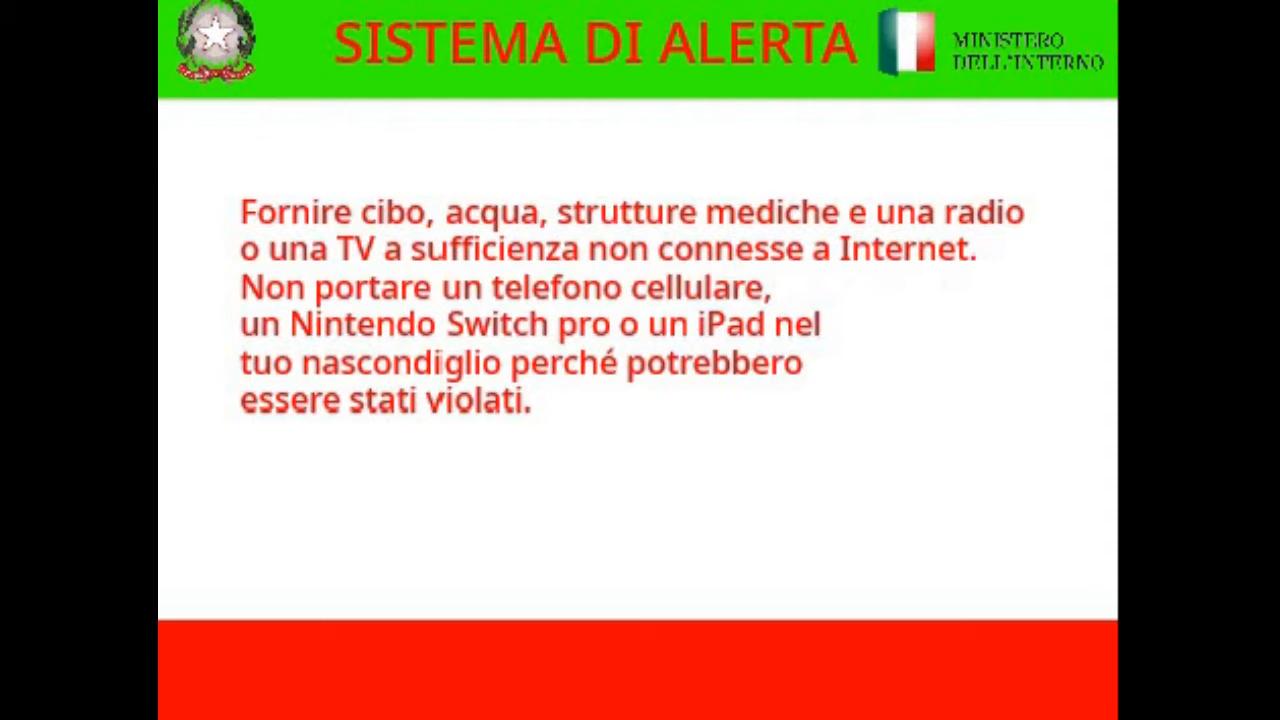 SISTEMA DI ALERTA
MINISTERO
DELL'INTERNO
Fornire cibo, acqua, strutture mediche e una radio
o una TV a sufficienza non connesse a Internet.
Non portare un telefono cellulare,
un Nintendo Switch pro o un iPad nel
tuo nascondiglio perché potrebbero
essere stati violati.